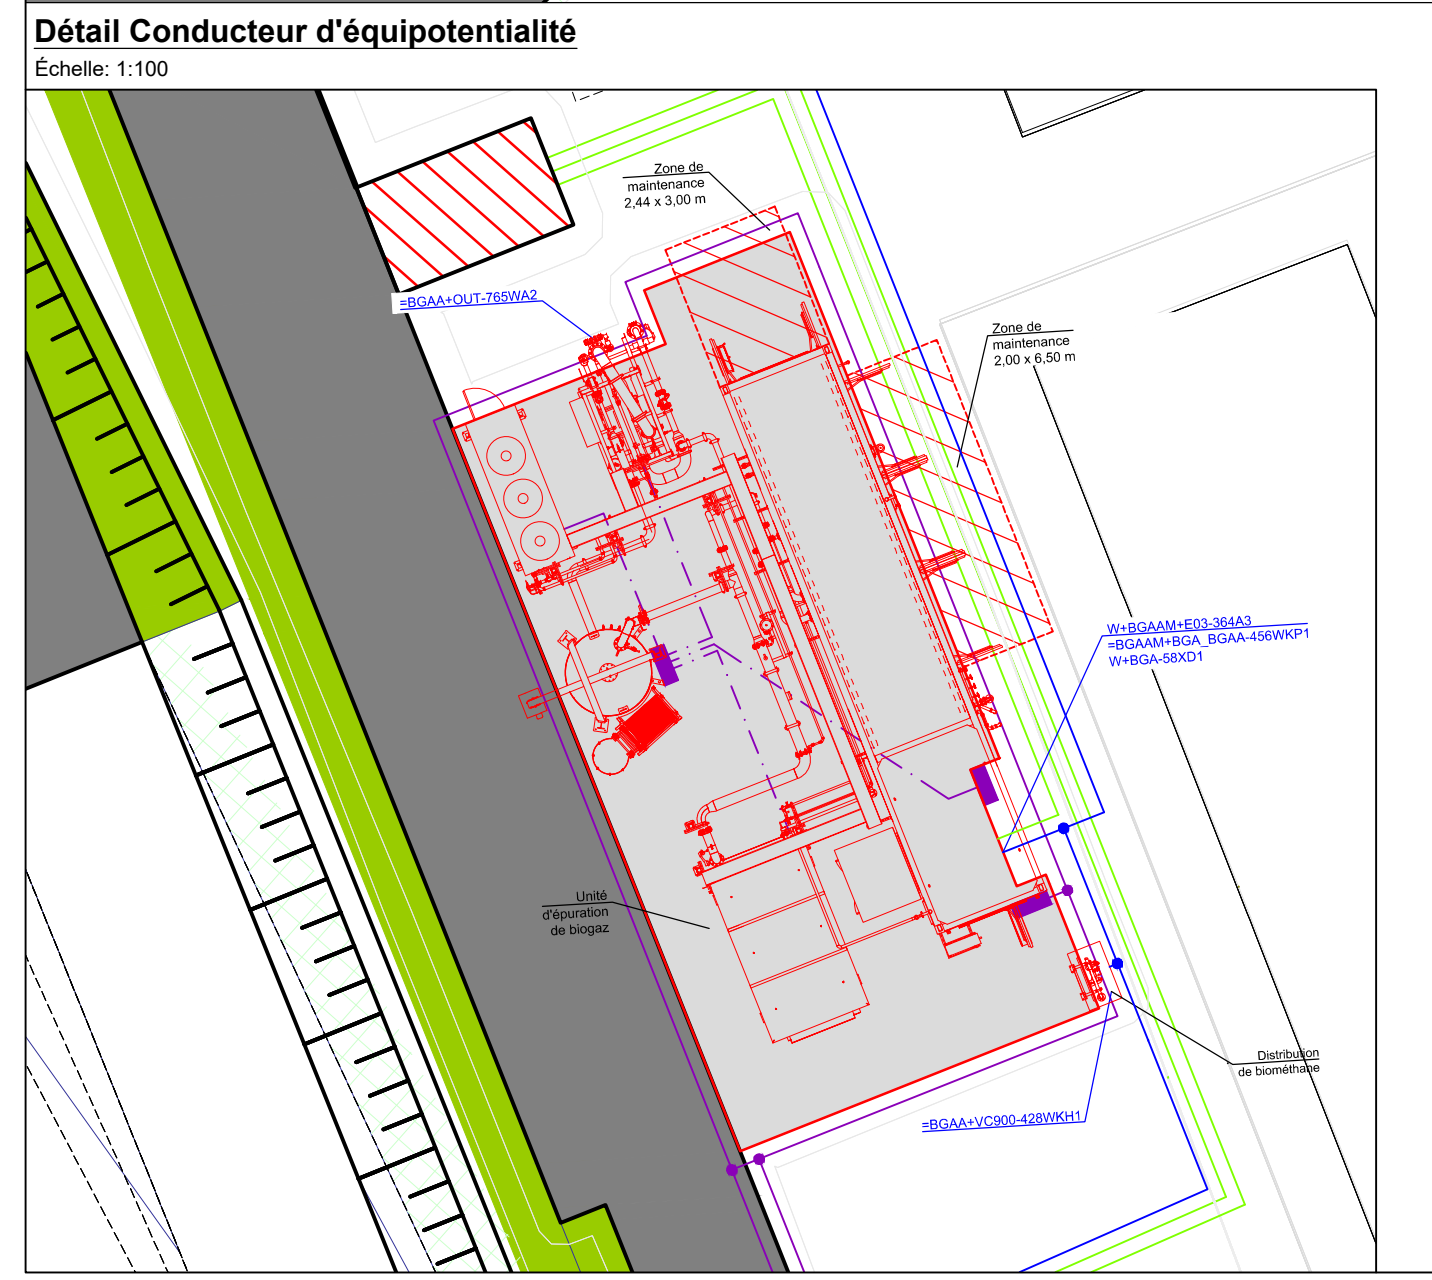 Détail Conducteur d'équipotentialité
Échelle: 1:100
Zone de
maintenance
2,44 x 3,00 m
=BGAA+OUT-765WA2
Zone de
maintenance
2,00 x 6,50 m
W+BGAAM+E03-364A3
=BGAAM+BGA_BGAA-456WKP1
W+BGA-58XD1
Unité
d'épuration
de biogaz
Distribution
de biométhane
=BGAA+VC900-428WKH1